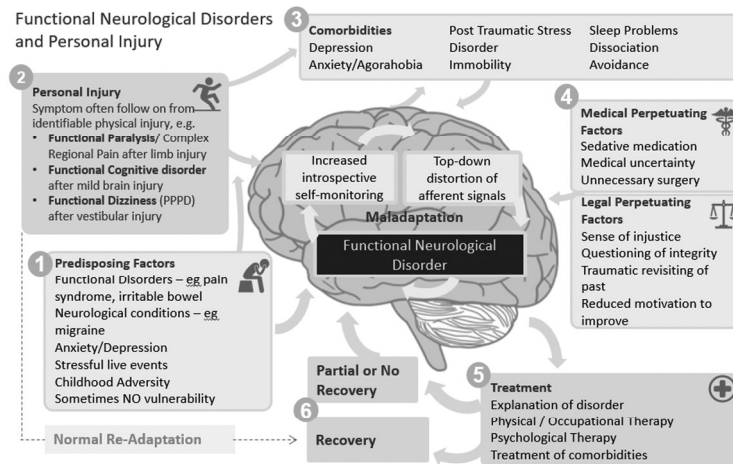 Functional Neurological Disorders
and Personal Injury
3
Comorbidities
Depression
Anxiety/Agorahobia
Post Traumatic Stress
Disorder
Immobility
Sleep Problems
Dissociation
Avoidance
2
Personal Injury
Symptom often follow on from
identifiable physical injury, e.g.
• Functional Paralysis/ Complex
Regional Pain after limb injury
• Functional Cognitive disorder
after mild brain injury
• Functional Dizziness (PPPD)
after vestibular injury
4
Medical Perpetuating
Factors
Sedative medication
Medical uncertainty
Unnecessary surgery
Legal Perpetuating
Factors
Sense of injustice
Questioning of integrity
Traumatic revisiting of
past
Reduced motivation to
improve
Increased
introspective
self-monitoring
Top-down
distortion of
afferent signals
Maladaptation
Functional Neurological
Disorder
1
Predisposing Factors
Functional Disorders – eg pain
syndrome, irritable bowel
Neurological conditions – eg
migraine
Anxiety/Depression
Stressful live events
Childhood Adversity
Sometimes NO vulnerability
Partial or No
Recovery
5
Treatment
Explanation of disorder
Physical / Occupational Therapy
Psychological Therapy
Treatment of comorbidities
6
Recovery
Normal Re-Adaptation